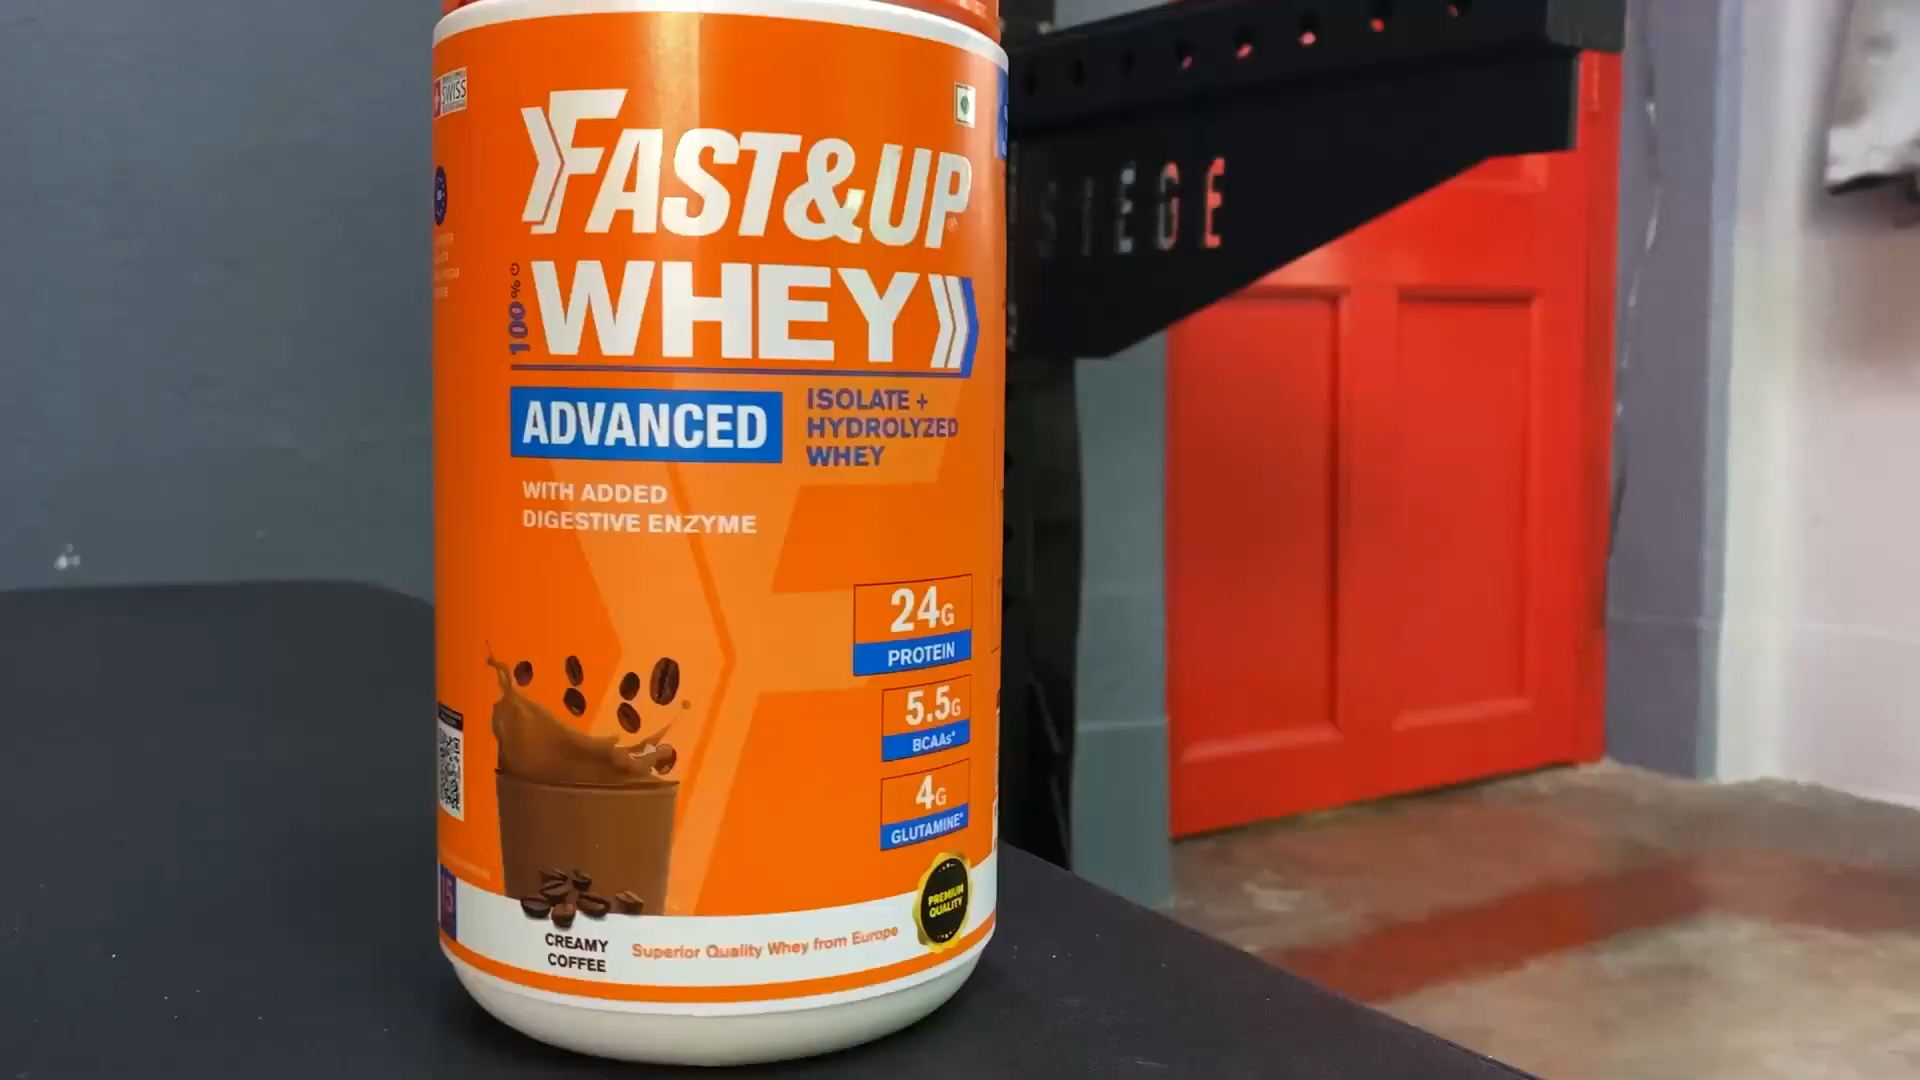 SWISS
FAST&UP
100%
WHEY
ADVANCED
ISOLATE +
HYDROLYZED
WHEY
WITH ADDED
DIGESTIVE ENZYME
24G
PROTEIN
5.5G
BCAAs*
4G
GLUTAMINE*
PREMIUM
QUALITY
CREAMY
COFFEE
Superior Quality Whey from Europe
SIEGE